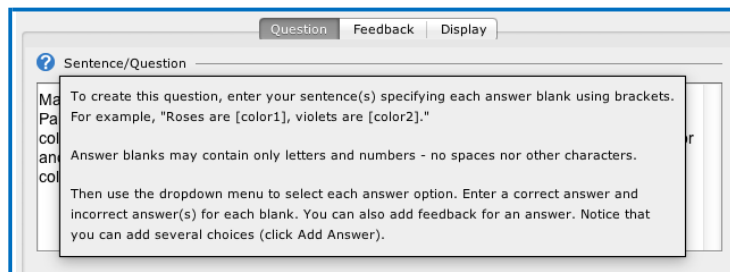 Question Feedback Display
Sentence/Question
To create this question, enter your sentence(s) specifying each answer blank using brackets.
For example, "Roses are [color1], violets are [color2]."
Answer blanks may contain only letters and numbers - no spaces nor other characters.
Then use the dropdown menu to select each answer option. Enter a correct answer and
incorrect answer(s) for each blank. You can also add feedback for an answer. Notice that
you can add several choices (click Add Answer).